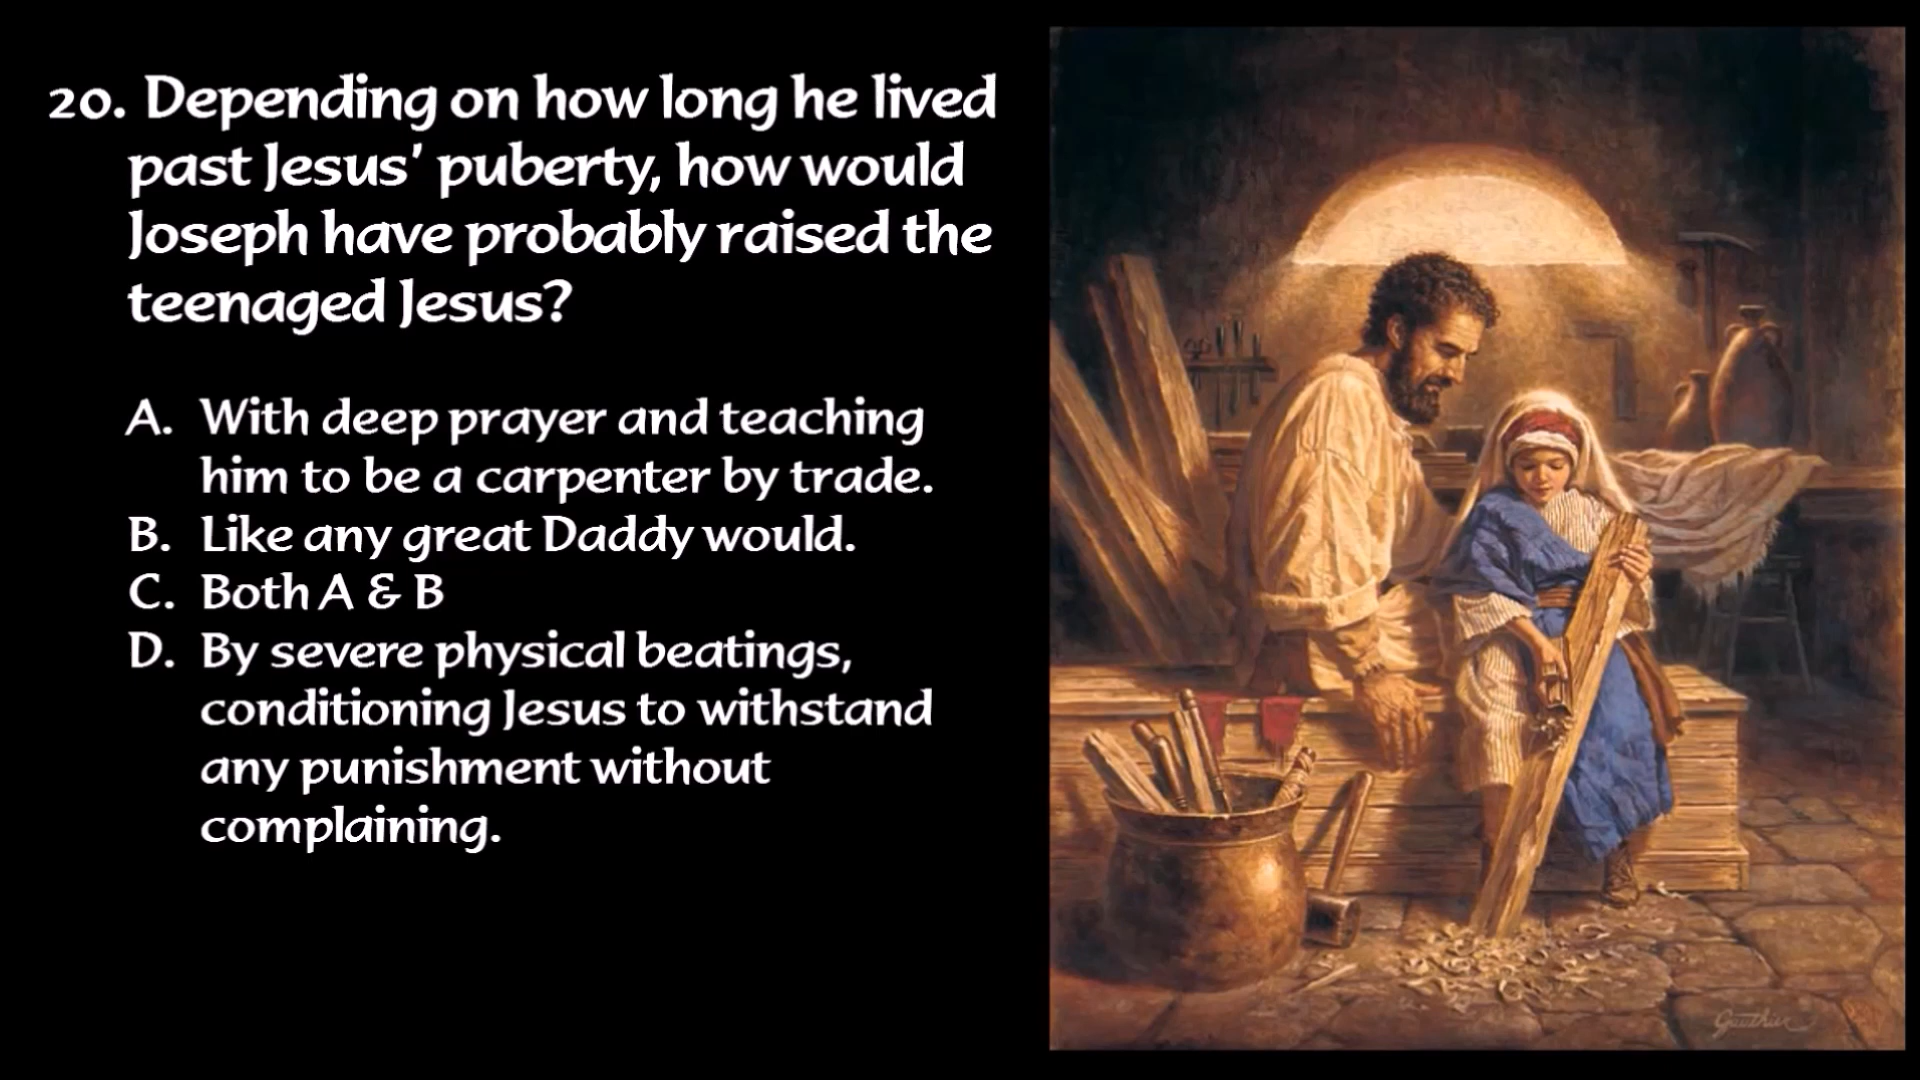 20. Depending on how long he lived
past Jesus' puberty, how would
Joseph have probably raised the
teenaged Jesus?
A. With deep prayer and teaching
him to be a carpenter by trade.
B. Like any great Daddy would.
C. Both A & B
D. By severe physical beatings,
conditioning Jesus to withstand
any punishment without
complaining.
Gauthier